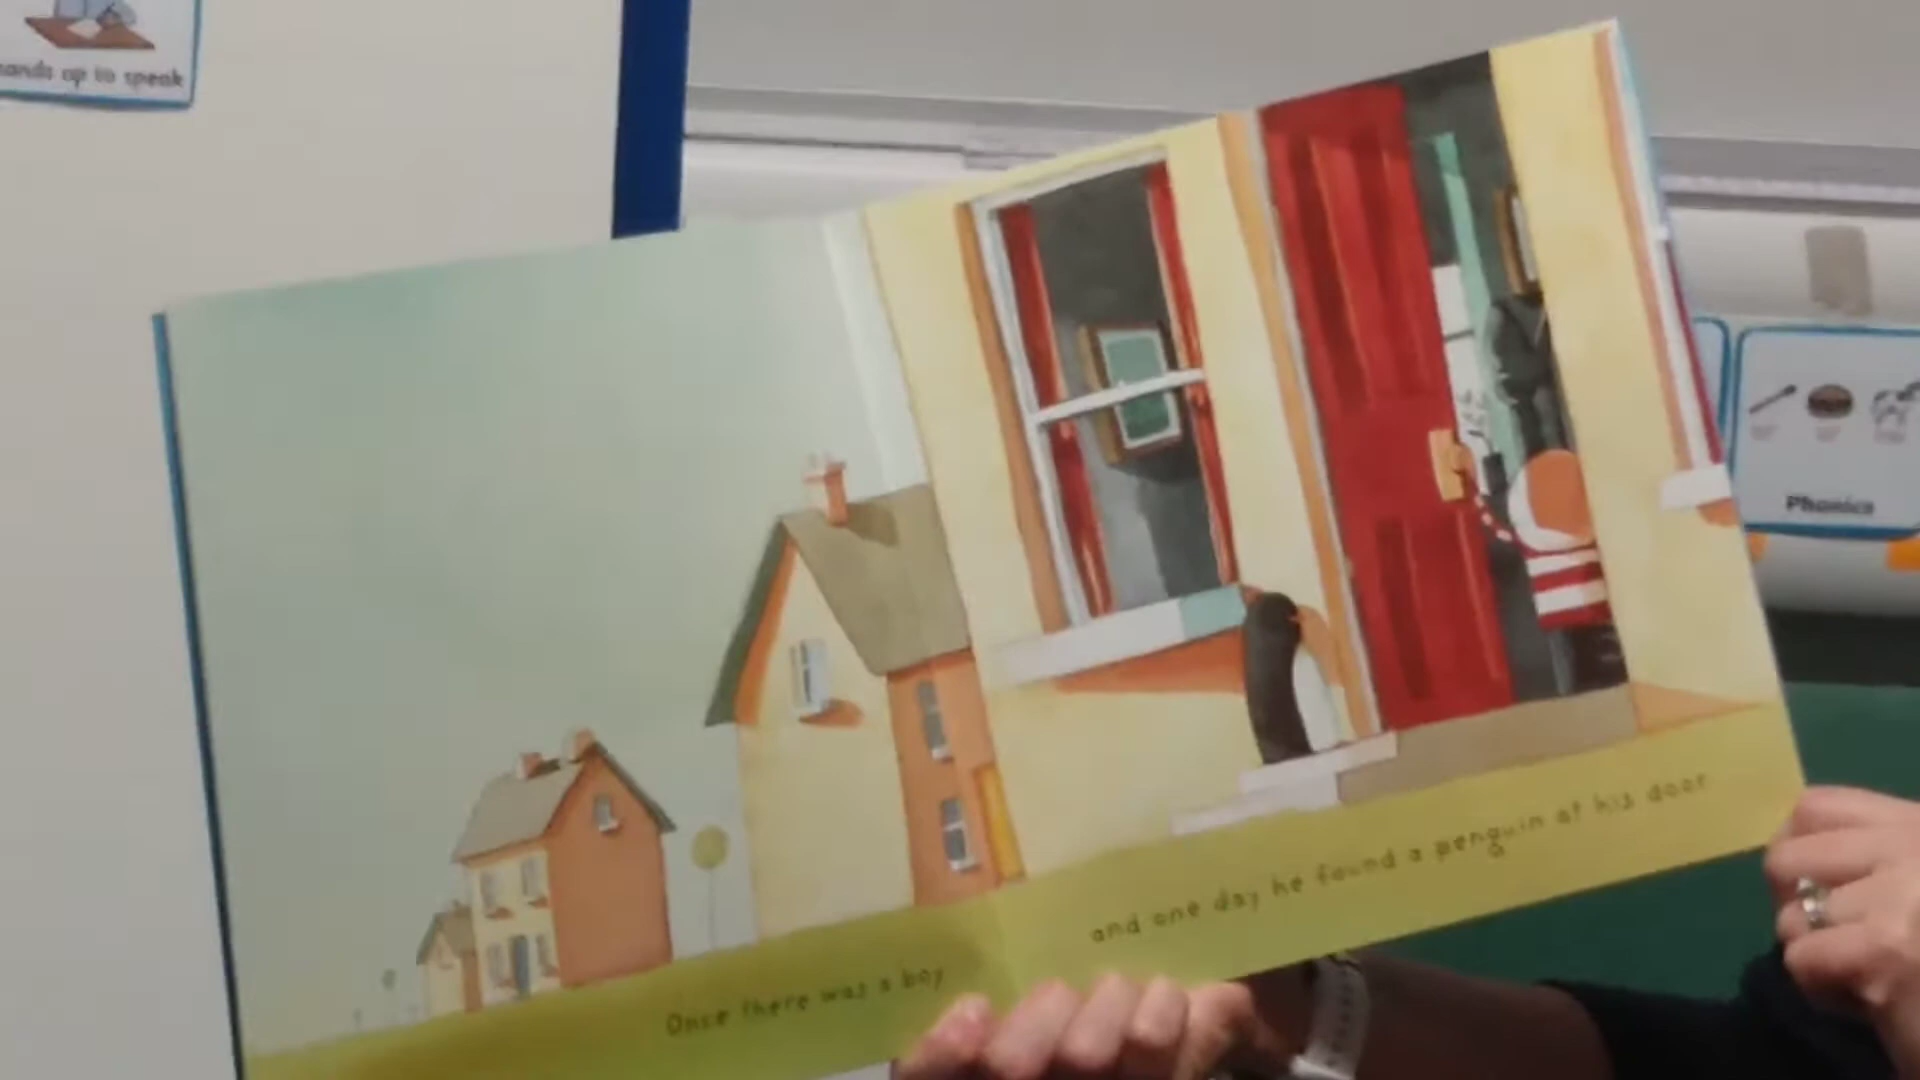 hands up to speak
Once there was a boy
and one day he found a penguin at his door.
Phonics